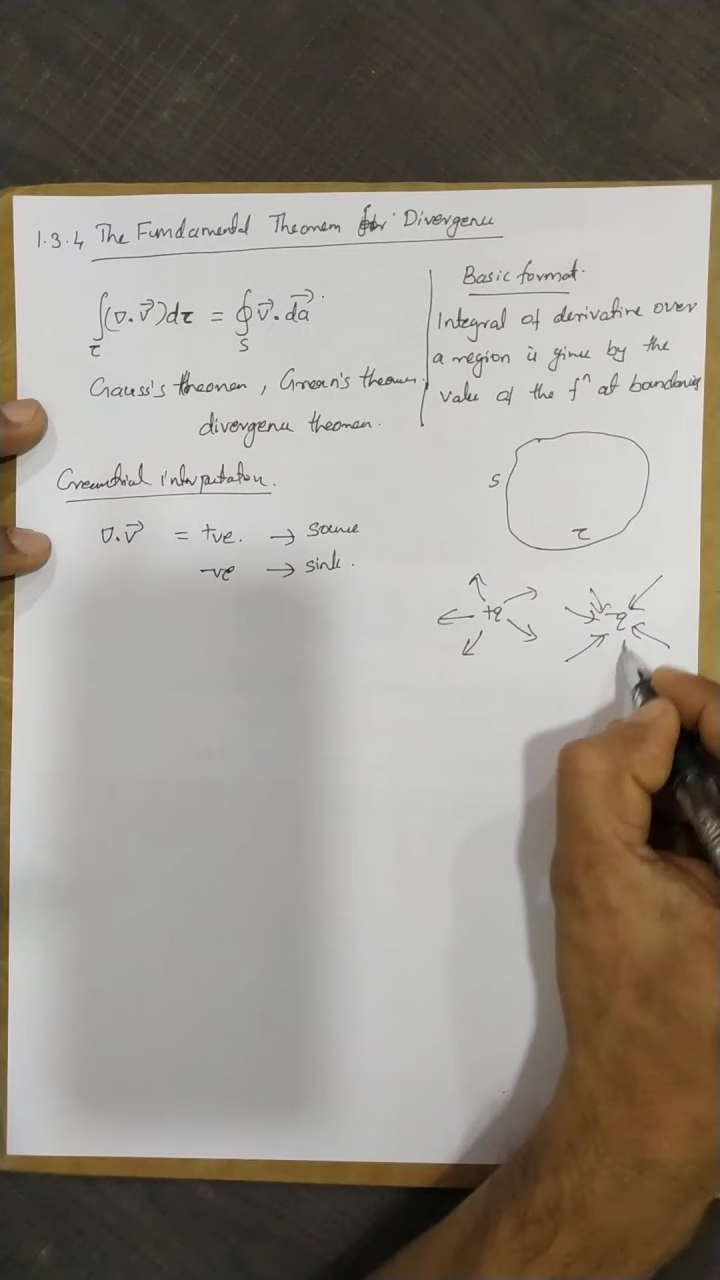 1.3.4 The Fundamental Theorem for Divergence
∫τ(∇.v⃗)dτ = ∮S v⃗.da⃗
Gauss's theorem, Green's theorem,
divergence theorem.
Basic format.
Integral of derivative over
a region is given by the
value of the fⁿ at boundaries
Geometrical interpretation.
∇.v⃗ = +ve. → source
-ve → sink.
S
τ
+q
-q